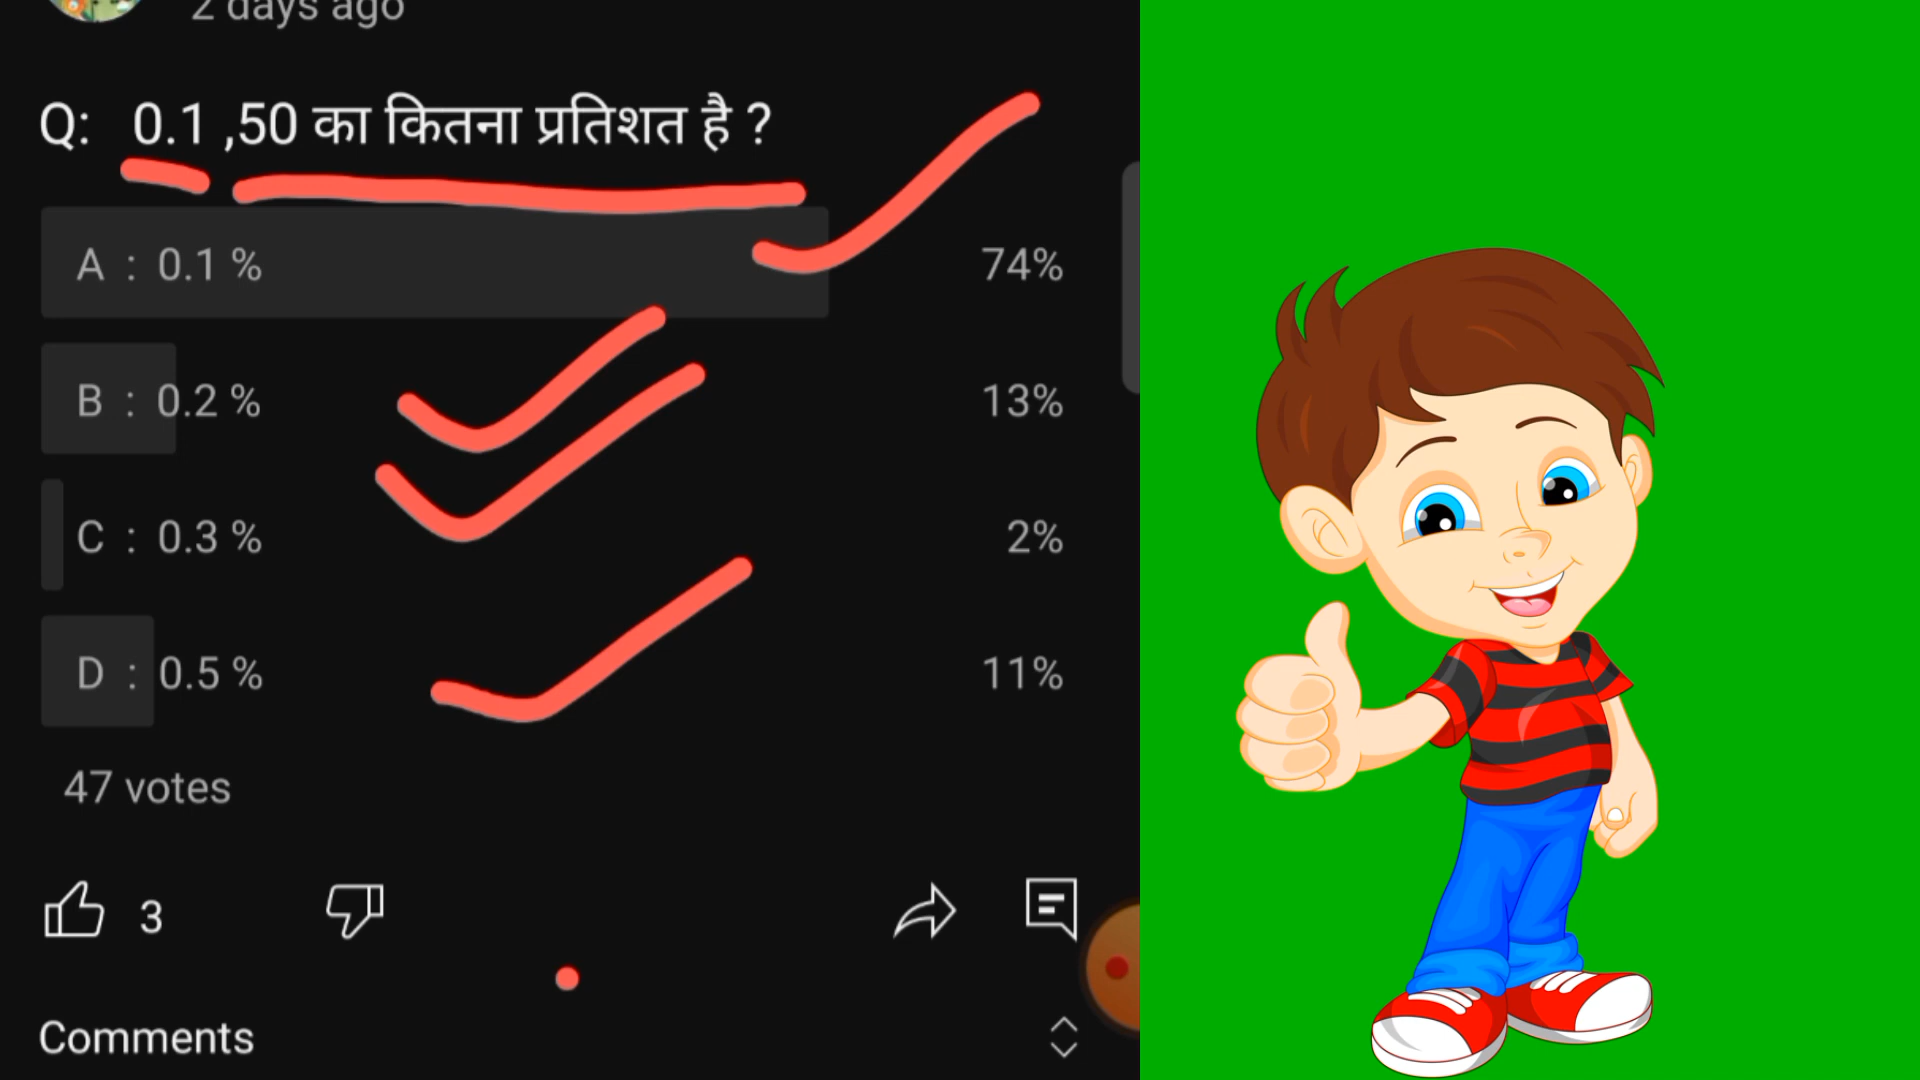 2 days ago
Q: 0.1 ,50 का कितना प्रतिशत है ?
A : 0.1 %
74%
B : 0.2 %
13%
C : 0.3 %
2%
D : 0.5 %
11%
47 votes
3
Comments